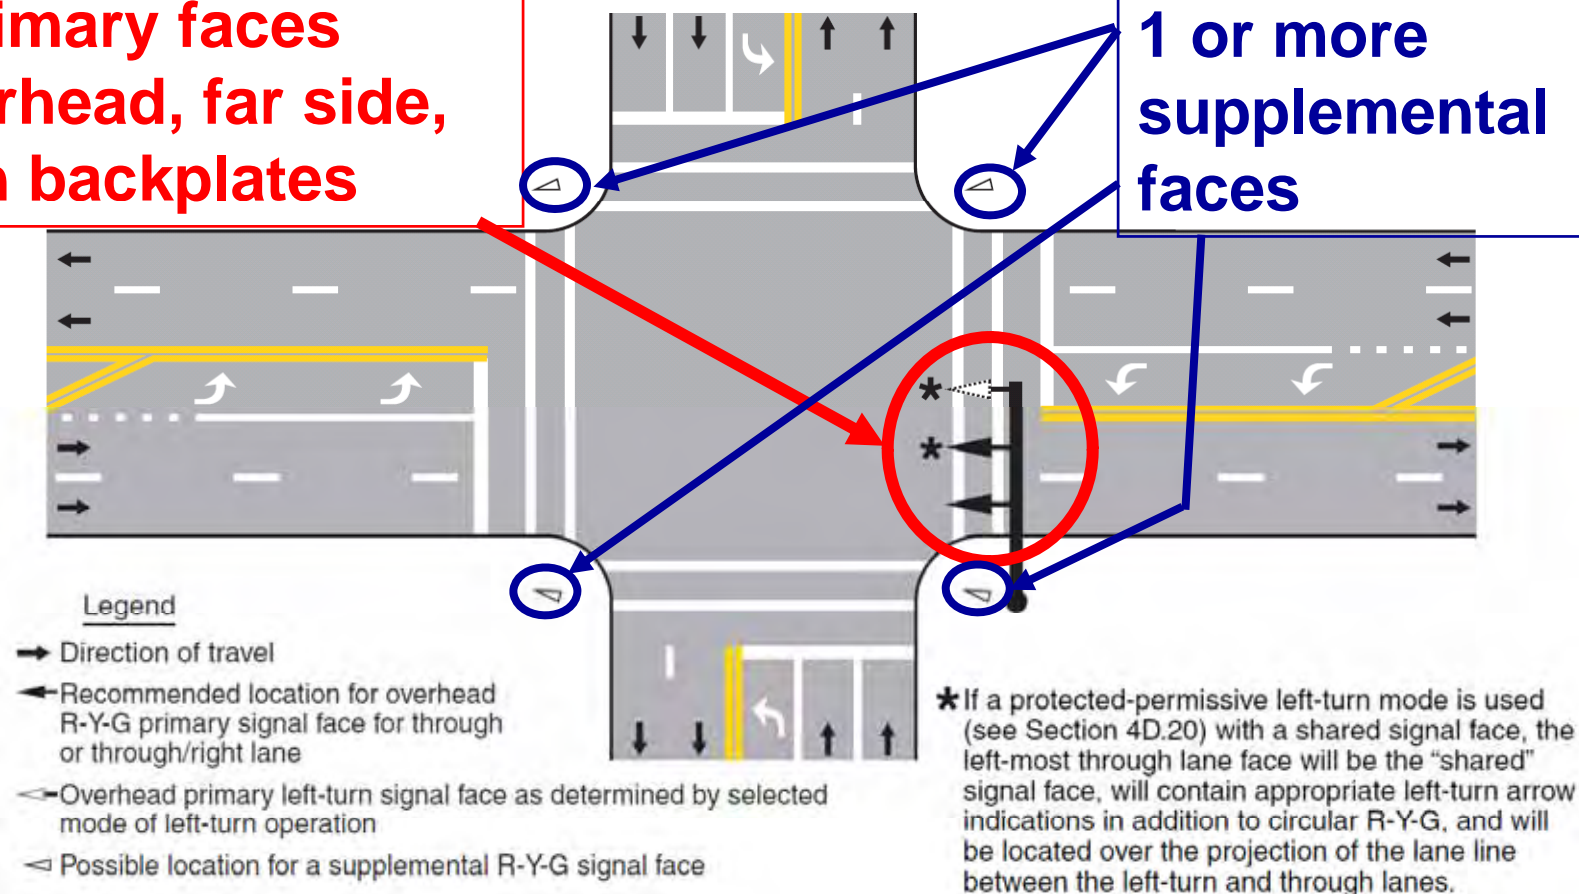 faces
rhead, far side,
backplates
1 or more
supplemental
faces
Legend
Direction of travel
Recommended location for overhead
R-Y-G primary signal face for through
or through/right lane
Overhead primary left-turn signal face as determined by selected
mode of left-turn operation
Possible location for a supplemental R-Y-G signal face
*
*
* If a protected-permissive left-turn mode is used
(see Section 4D.20) with a shared signal face, the
left-most through lane face will be the “shared”
signal face, will contain appropriate left-turn arrow
indications in addition to circular R-Y-G, and will
be located over the projection of the lane line
between the left-turn and through lanes.